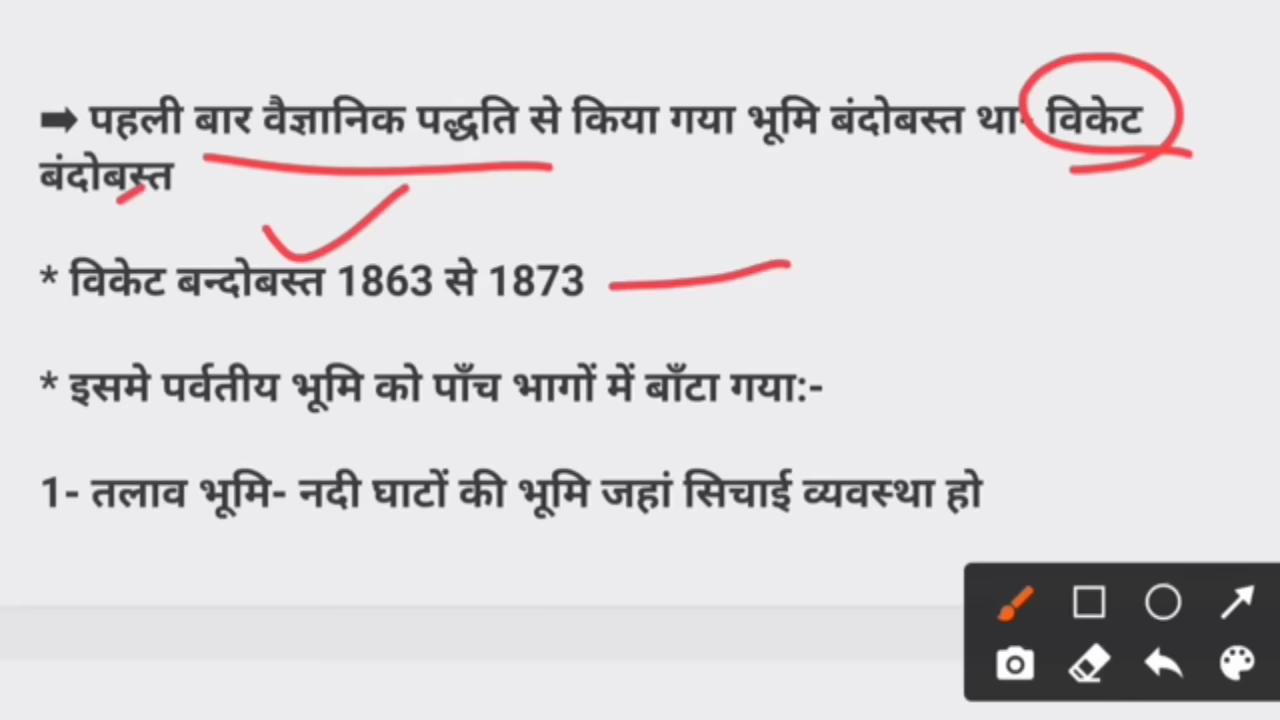 ➡ पहली बार वैज्ञानिक पद्धति से किया गया भूमि बंदोबस्त था- विकेट
बंदोबस्त
* विकेट बन्दोबस्त 1863 से 1873
* इसमे पर्वतीय भूमि को पाँच भागों में बाँटा गया:-
1- तलाव भूमि- नदी घाटों की भूमि जहां सिचाई व्यवस्था हो